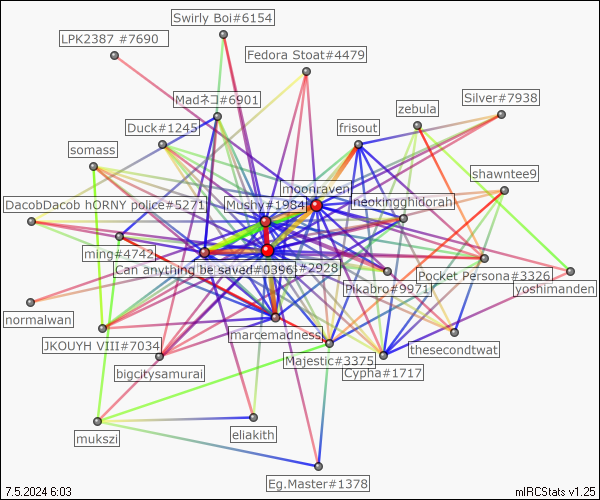 Swirly Boi#6154
LPK2387 #7690
Fedora Stoat#4479
Madネコ#6901
Silver#7938
zebula
Duck#1245
frisout
somass
shawntee9
moonraven
neokingghidorah
DacobDacob hORNY police#5271
Mushy#1984
ming#4742
Can anything be saved#0396
#2928
Pocket Persona#3326
Pikabro#9971
yoshimanden
normalwan
marcemadness
JKOUYH VIII#7034
Majestic#3375
thesecondtwat
bigcitysamurai
Cypha#1717
mukszi
eliakith
Eg.Master#1378
7.5.2024 6:03
mIRCStats v1.25